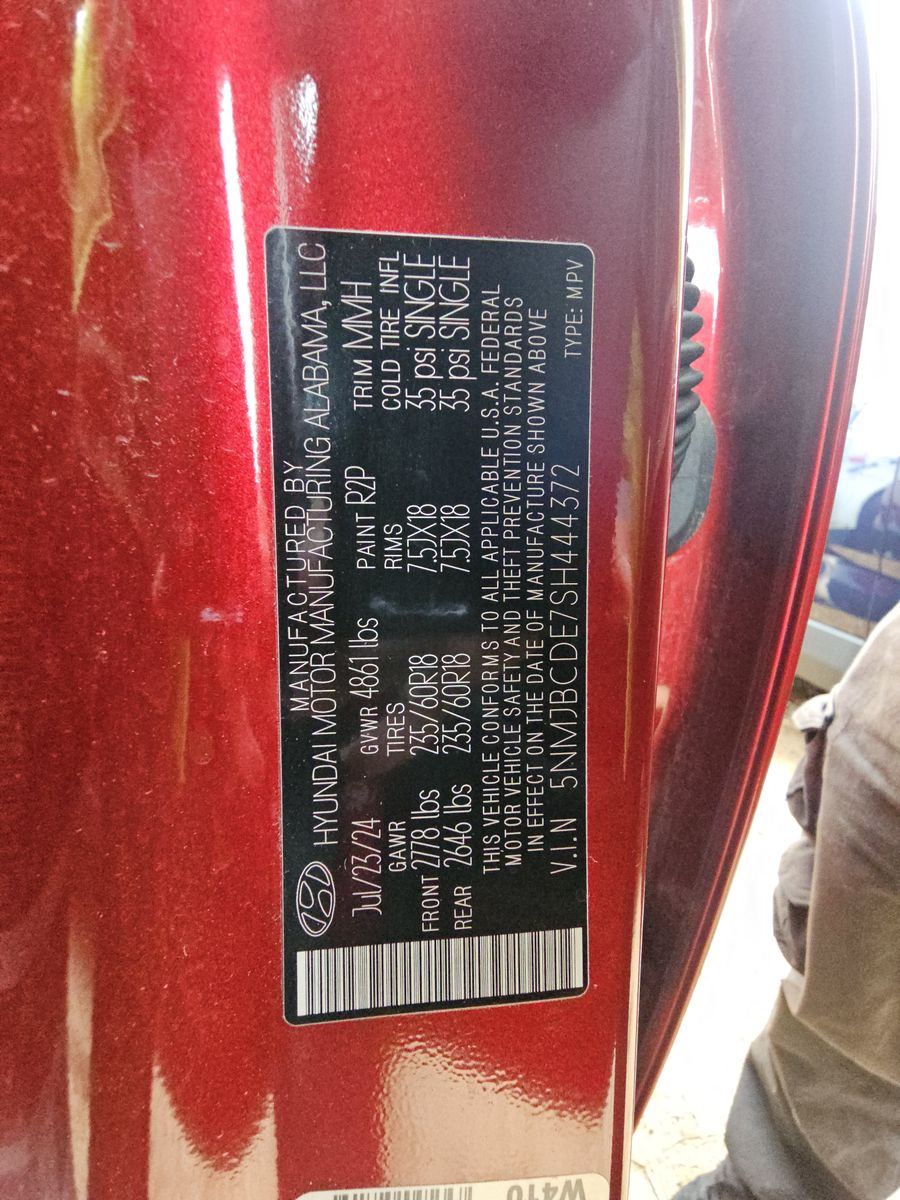 MANUFACTURED BY
HYUNDAI MOTOR MANUFACTURING ALABAMA, LLC
Jul/23/24 GVWR 4861 lbs PAINT R2P TRIM MMH
GAWR TIRES RIMS COLD TIRE INFL
FRONT 2778 lbs 235/60R18 7.5JX18 35 psi SINGLE
REAR 2646 lbs 235/60R18 7.5JX18 35 psi SINGLE
THIS VEHICLE CONFORMS TO ALL APPLICABLE U.S.A. FEDERAL
MOTOR VEHICLE SAFETY AND THEFT PREVENTION STANDARDS
IN EFFECT ON THE DATE OF MANUFACTURE SHOWN ABOVE
V.I.N 5NMJBCDE7SH444372 TYPE: MPV